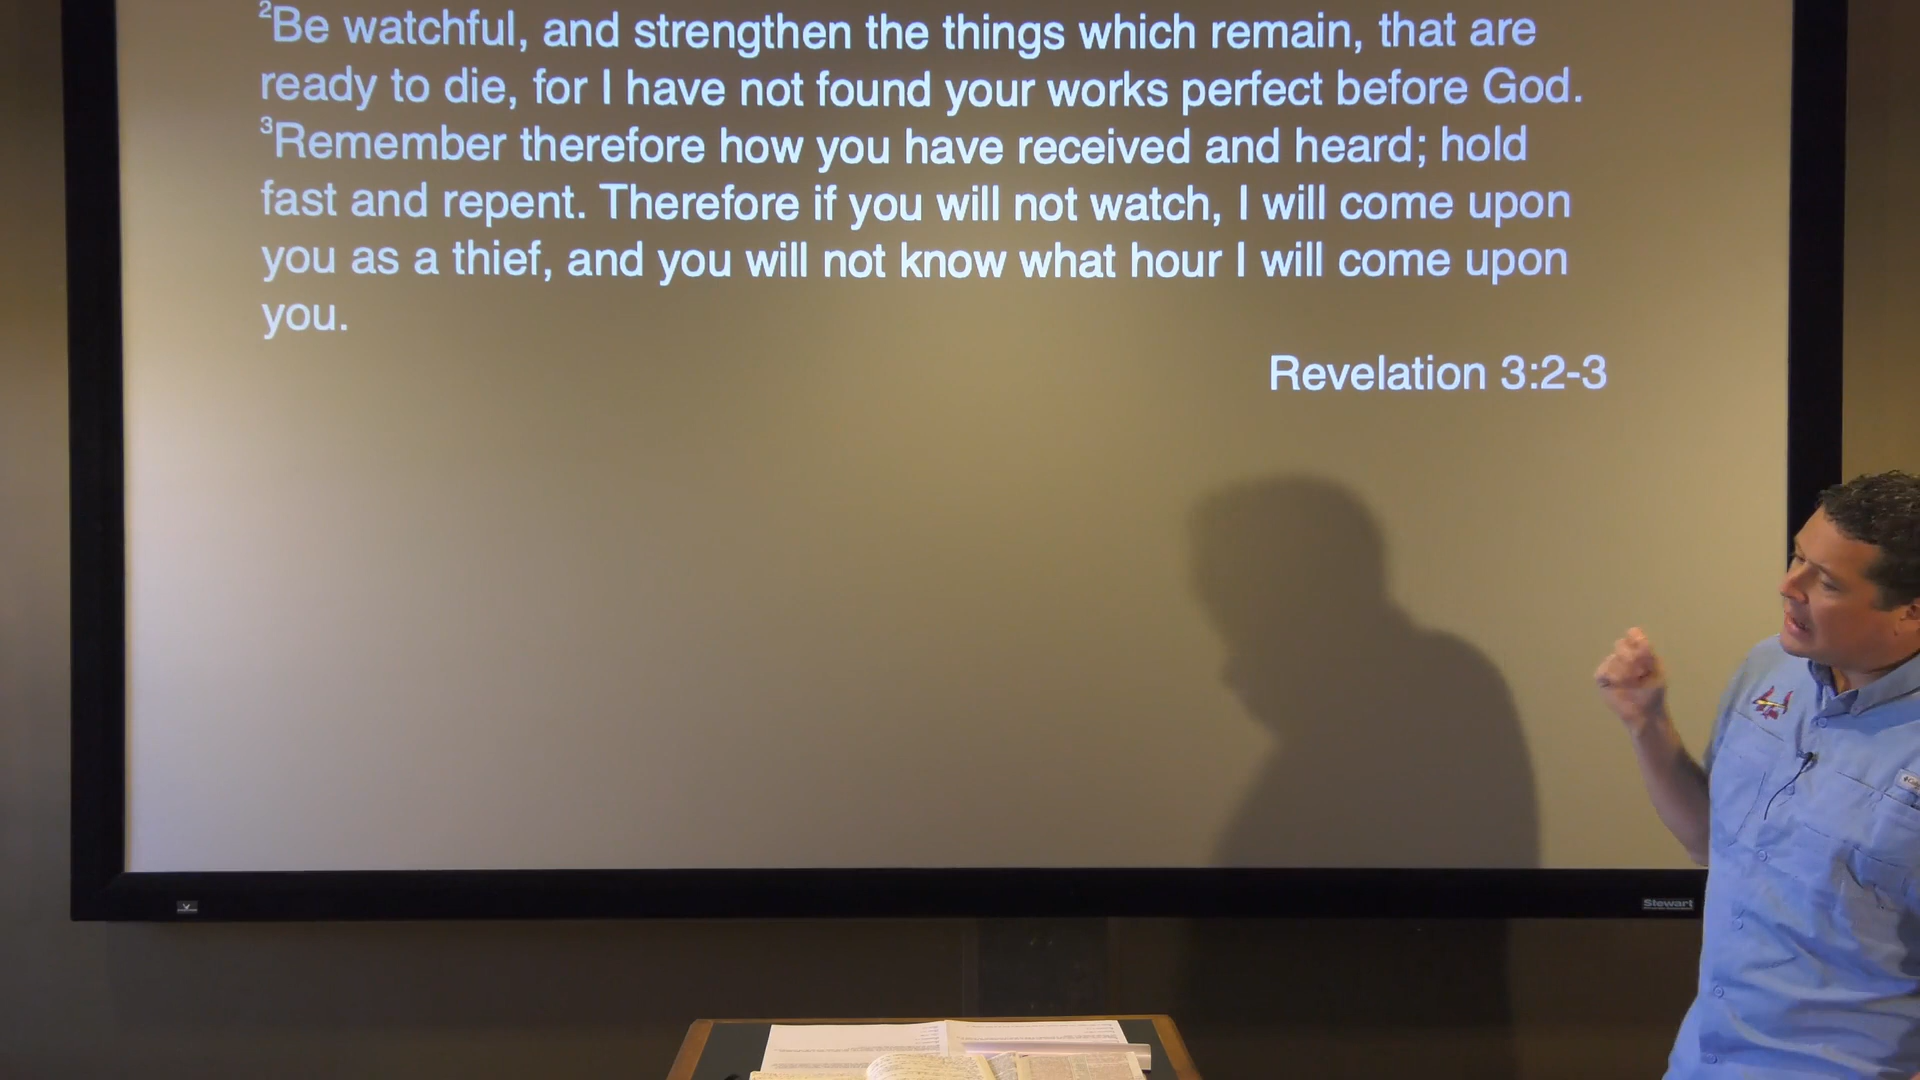 ²Be watchful, and strengthen the things which remain, that are
ready to die, for I have not found your works perfect before God.
³Remember therefore how you have received and heard; hold
fast and repent. Therefore if you will not watch, I will come upon
you as a thief, and you will not know what hour I will come upon
you.
Revelation 3:2-3
Stewart